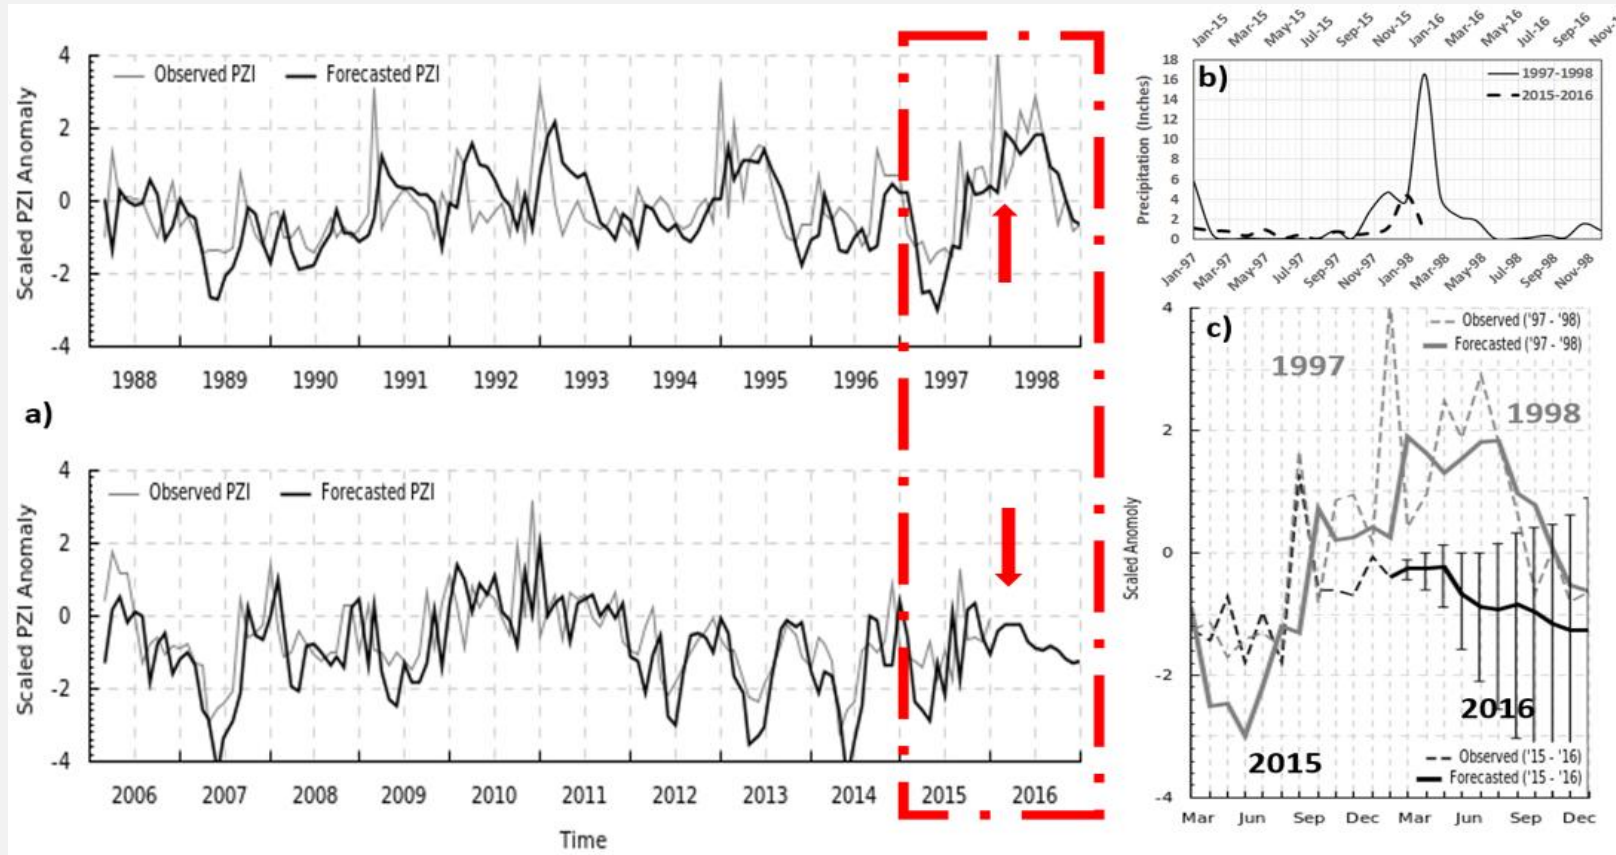 a)
4
2
0
-2
-4
Scaled PZI Anomaly
Observed PZI
Forecasted PZI
1988 1989 1990 1991 1992 1993 1994 1995 1996 1997 1998
4
2
0
-2
-4
Scaled PZI Anomaly
Observed PZI
Forecasted PZI
2006 2007 2008 2009 2010 2011 2012 2013 2014 2015 2016
Time
b)
Jan-15 Mar-15 May-15 Jul-15 Sep-15 Nov-15 Jan-16 Mar-16 May-16 Jul-16 Sep-16 Nov-
18
16
14
12
10
8
6
4
2
0
Precipitation (Inches)
1997-1998
2015-2016
Jan-97 Mar-97 May-97 Jul-97 Sep-97 Nov-97 Jan-98 Mar-98 May-98 Jul-98 Sep-98 Nov-98
c)
4
2
0
-2
-4
Scaled Anomoly
Observed ('97 - '98)
Forecasted ('97 - '98)
1997
1998
2016
2015
Observed ('15 - '16)
Forecasted ('15 - '16)
Mar Jun Sep Dec Mar Jun Sep Dec